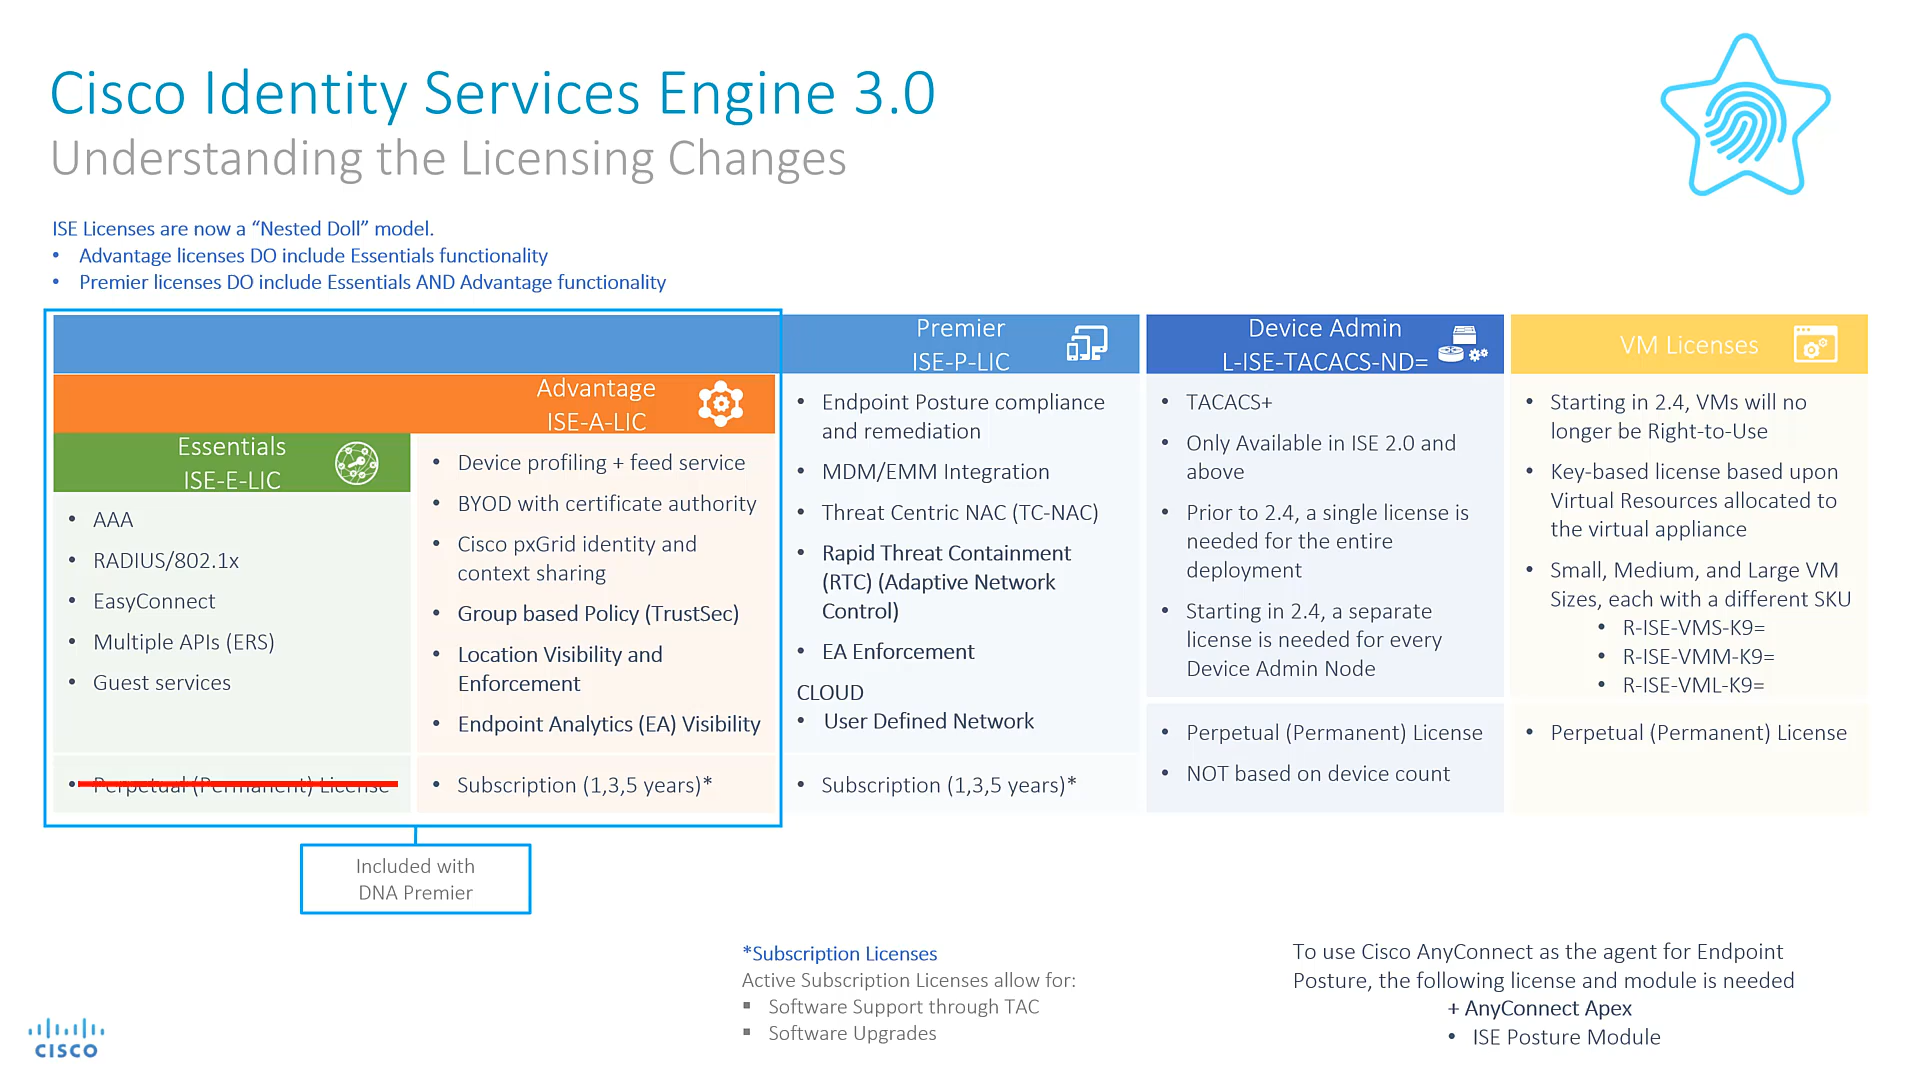 Cisco Identity Services Engine 3.0
Understanding the Licensing Changes
ISE Licenses are now a “Nested Doll” model.
• Advantage licenses DO include Essentials functionality
• Premier licenses DO include Essentials AND Advantage functionality
Essentials
ISE-E-LIC
• AAA
• RADIUS/802.1x
• EasyConnect
• Multiple APIs (ERS)
• Guest services
• Perpetual (Permanent) License
Advantage
ISE-A-LIC
• Device profiling + feed service
• BYOD with certificate authority
• Cisco pxGrid identity and
context sharing
• Group based Policy (TrustSec)
• Location Visibility and
Enforcement
• Endpoint Analytics (EA) Visibility
• Subscription (1,3,5 years)*
Premier
ISE-P-LIC
• Endpoint Posture compliance
and remediation
• MDM/EMM Integration
• Threat Centric NAC (TC-NAC)
• Rapid Threat Containment
(RTC) (Adaptive Network
Control)
• EA Enforcement
CLOUD
• User Defined Network
• Subscription (1,3,5 years)*
Device Admin
L-ISE-TACACS-ND=
• TACACS+
• Only Available in ISE 2.0 and
above
• Prior to 2.4, a single license is
needed for the entire
deployment
• Starting in 2.4, a separate
license is needed for every
Device Admin Node
• Perpetual (Permanent) License
• NOT based on device count
VM Licenses
• Starting in 2.4, VMs will no
longer be Right-to-Use
• Key-based license based upon
Virtual Resources allocated to
the virtual appliance
• Small, Medium, and Large VM
Sizes, each with a different SKU
• R-ISE-VMS-K9=
• R-ISE-VMM-K9=
• R-ISE-VML-K9=
• Perpetual (Permanent) License
Included with
DNA Premier
*Subscription Licenses
Active Subscription Licenses allow for:
▪ Software Support through TAC
▪ Software Upgrades
To use Cisco AnyConnect as the agent for Endpoint
Posture, the following license and module is needed
+ AnyConnect Apex
• ISE Posture Module
CISCO